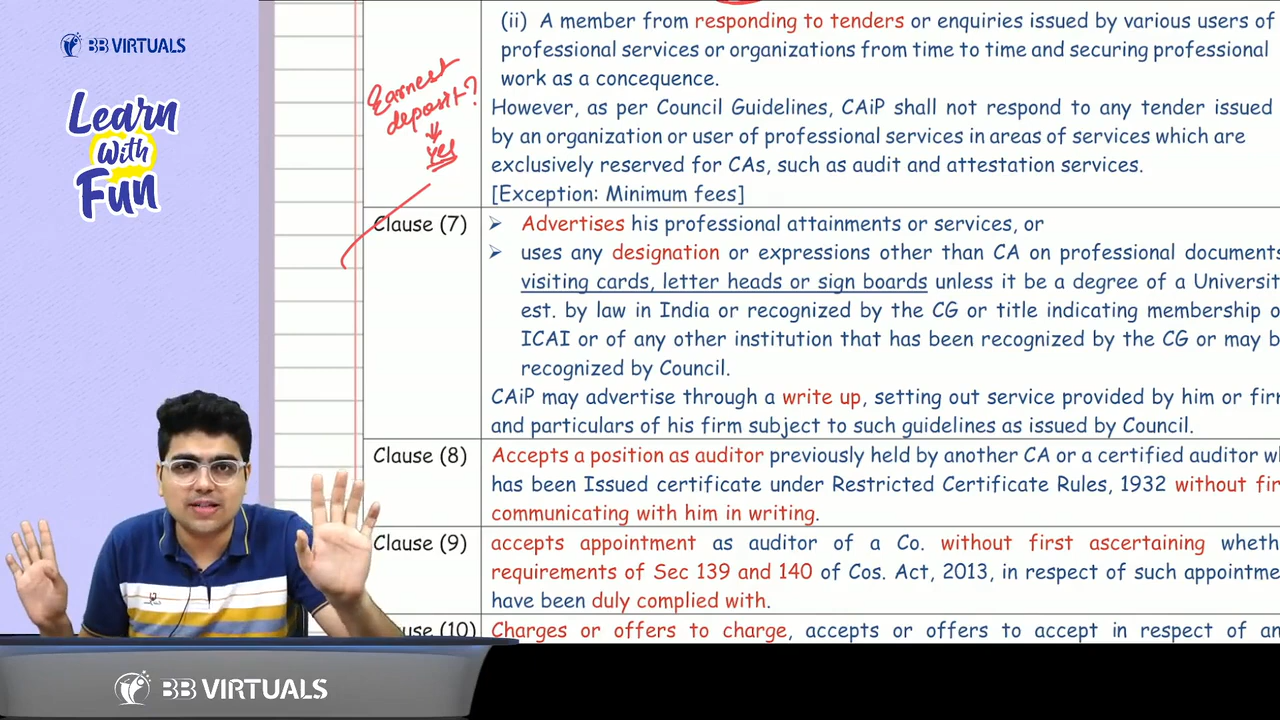 BB VIRTUALS
Learn
with
Fun
Earnest
deposit?
Yes
(ii) A member from responding to tenders or enquiries issued by various users of
professional services or organizations from time to time and securing professional
work as a concequence.
However, as per Council Guidelines, CAiP shall not respond to any tender issued
by an organization or user of professional services in areas of services which are
exclusively reserved for CAs, such as audit and attestation services.
[Exception: Minimum fees]
Clause (7)
Advertises his professional attainments or services, or
uses any designation or expressions other than CA on professional documents
visiting cards, letter heads or sign boards unless it be a degree of a Universit
est. by law in India or recognized by the CG or title indicating membership o
ICAI or of any other institution that has been recognized by the CG or may b
recognized by Council.
CAiP may advertise through a write up, setting out service provided by him or firm
and particulars of his firm subject to such guidelines as issued by Council.
Clause (8)
Accepts a position as auditor previously held by another CA or a certified auditor wh
has been Issued certificate under Restricted Certificate Rules, 1932 without fir
communicating with him in writing.
Clause (9)
accepts appointment as auditor of a Co. without first ascertaining wheth
requirements of Sec 139 and 140 of Cos. Act, 2013, in respect of such appointme
have been duly complied with.
use (10)
Charges or offers to charge, accepts or offers to accept in respect of an
BB VIRTUALS